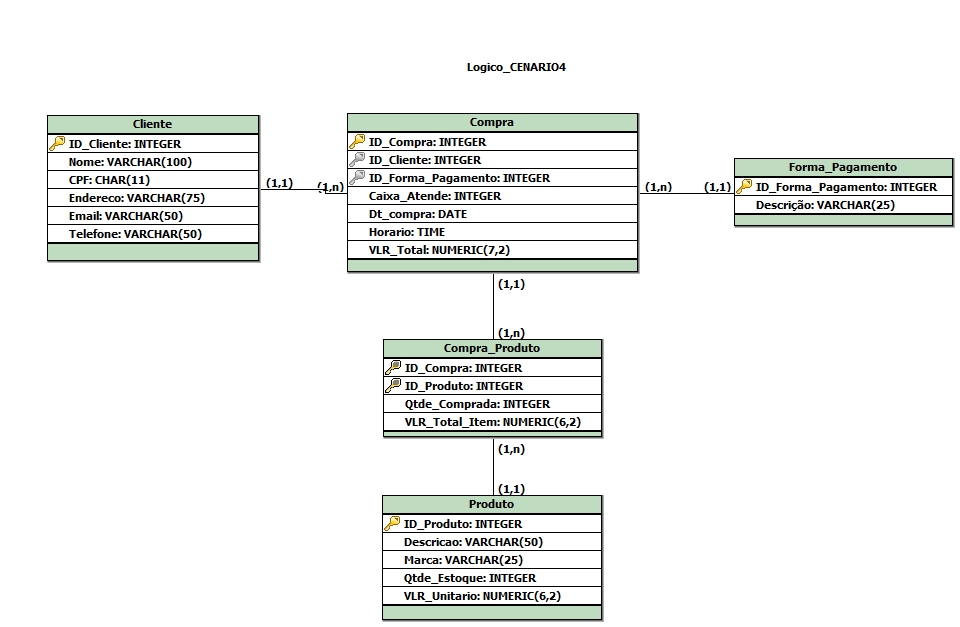 Logico_CENARIO4
Cliente
ID_Cliente: INTEGER
Nome: VARCHAR(100)
CPF: CHAR(11)
Endereco: VARCHAR(75)
Email: VARCHAR(50)
Telefone: VARCHAR(50)
(1,1)
(1,n)
Compra
ID_Compra: INTEGER
ID_Cliente: INTEGER
ID_Forma_Pagamento: INTEGER
Caixa_Atende: INTEGER
Dt_compra: DATE
Horario: TIME
VLR_Total: NUMERIC(7,2)
(1,n)
(1,1)
Forma_Pagamento
ID_Forma_Pagamento: INTEGER
Descrição: VARCHAR(25)
(1,1)
(1,n)
Compra_Produto
ID_Compra: INTEGER
ID_Produto: INTEGER
Qtde_Comprada: INTEGER
VLR_Total_Item: NUMERIC(6,2)
(1,n)
(1,1)
Produto
ID_Produto: INTEGER
Descricao: VARCHAR(50)
Marca: VARCHAR(25)
Qtde_Estoque: INTEGER
VLR_Unitario: NUMERIC(6,2)